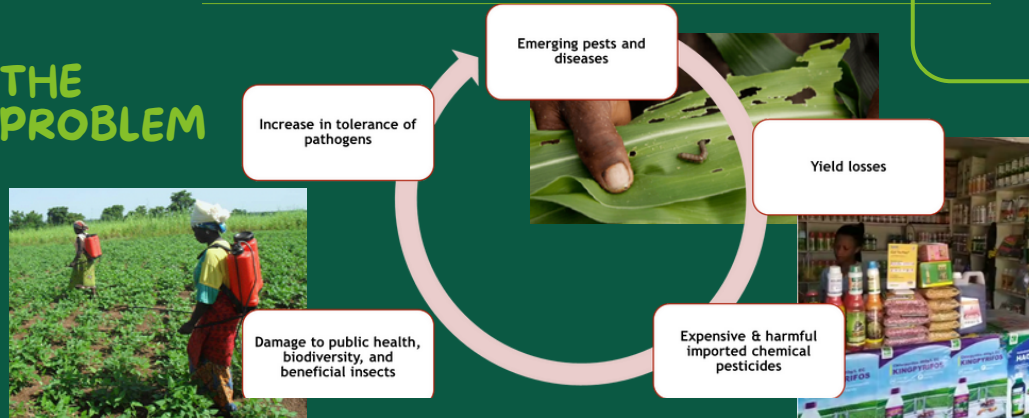 THE
PROBLEM
Emerging pests and
diseases
Yield losses
Expensive & harmful
imported chemical
pesticides
Damage to public health,
biodiversity, and
beneficial insects
Increase in tolerance of
pathogens
KINGPYRIFOS